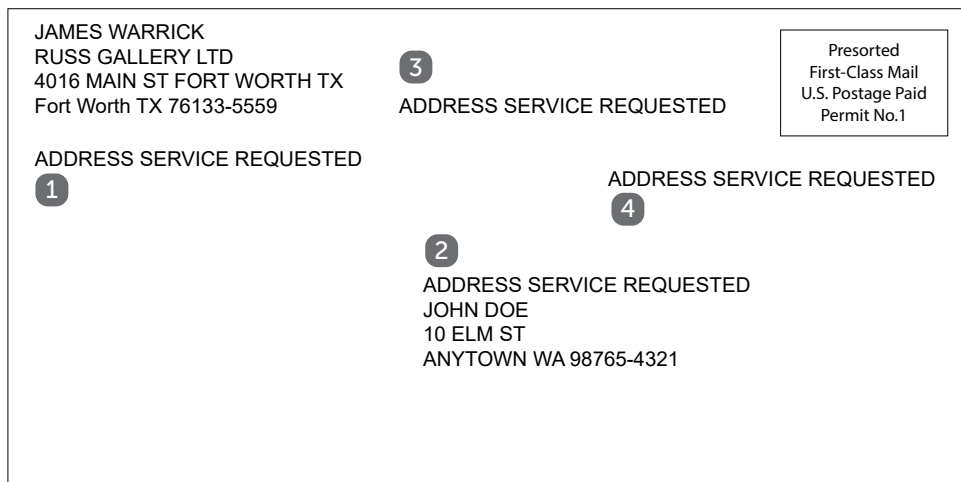 JAMES WARRICK
RUSS GALLERY LTD
4016 MAIN ST FORT WORTH TX
Fort Worth TX 76133-5559
3
ADDRESS SERVICE REQUESTED
Presorted
First-Class Mail
U.S. Postage Paid
Permit No.1
ADDRESS SERVICE REQUESTED
1
ADDRESS SERVICE REQUESTED
4
2
ADDRESS SERVICE REQUESTED
JOHN DOE
10 ELM ST
ANYTOWN WA 98765-4321